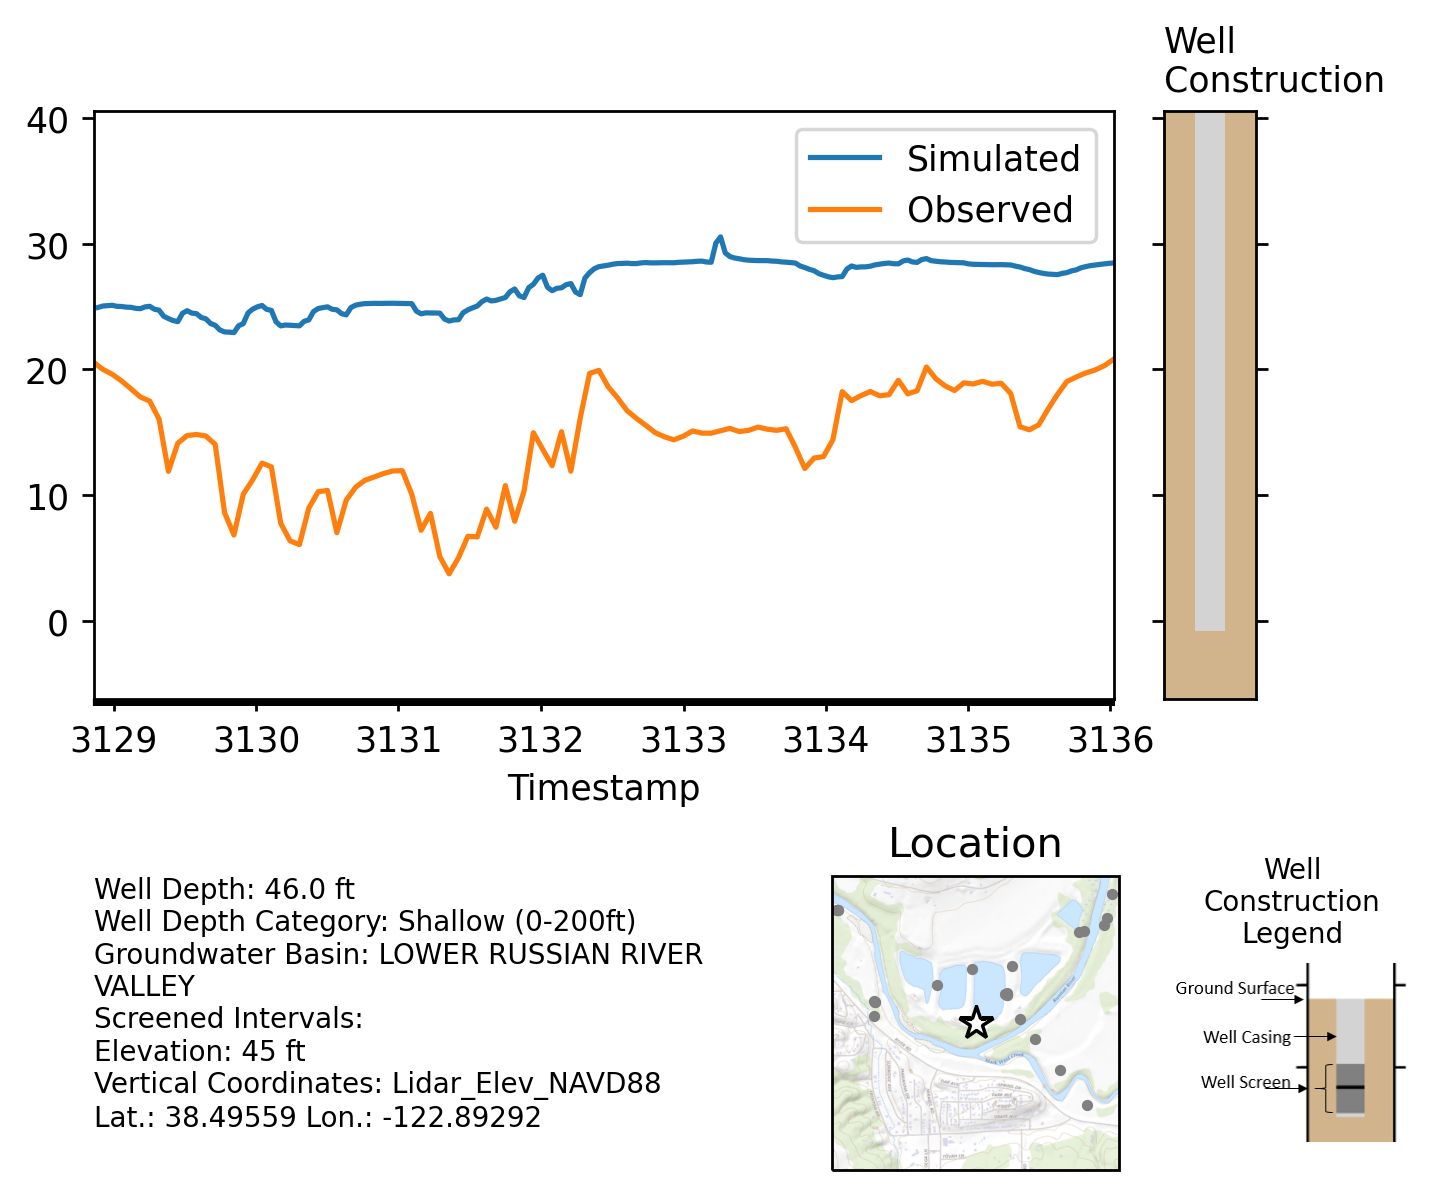 Well
Construction
40
30
20
10
0
Simulated
Observed
3129 3130 3131 3132 3133 3134 3135 3136
Timestamp
Well Depth: 46.0 ft
Well Depth Category: Shallow (0-200ft)
Groundwater Basin: LOWER RUSSIAN RIVER
VALLEY
Screened Intervals:
Elevation: 45 ft
Vertical Coordinates: Lidar_Elev_NAVD88
Lat.: 38.49559 Lon.: -122.89292
Location
Well
Construction
Legend
Ground Surface
Well Casing
Well Screen